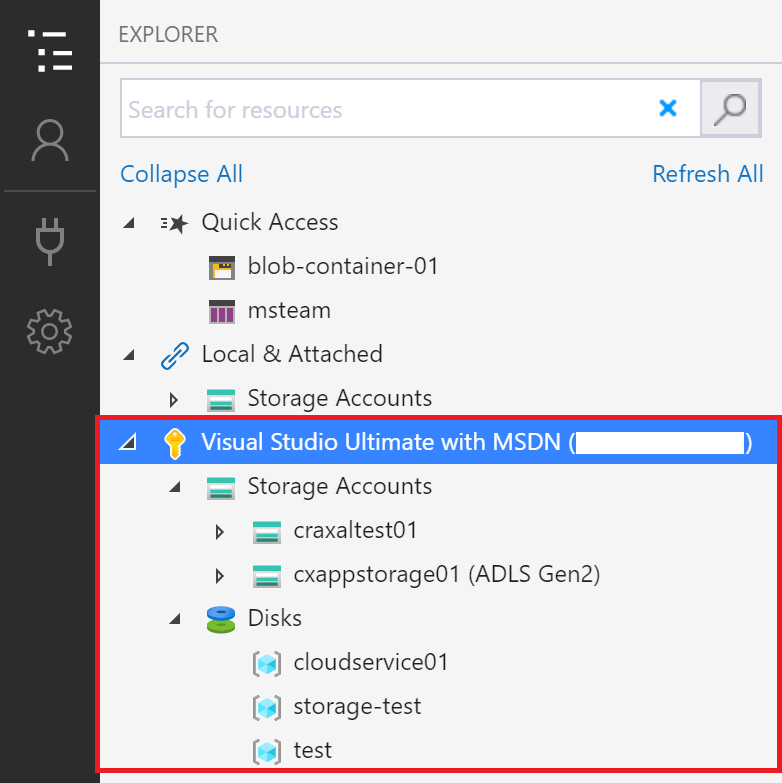 EXPLORER
Search for resources
Collapse All Refresh All
Quick Access
blob-container-01
msteam
Local & Attached
Storage Accounts
Visual Studio Ultimate with MSDN ( )
Storage Accounts
craxaltest01
cxappstorage01 (ADLS Gen2)
Disks
cloudservice01
storage-test
test